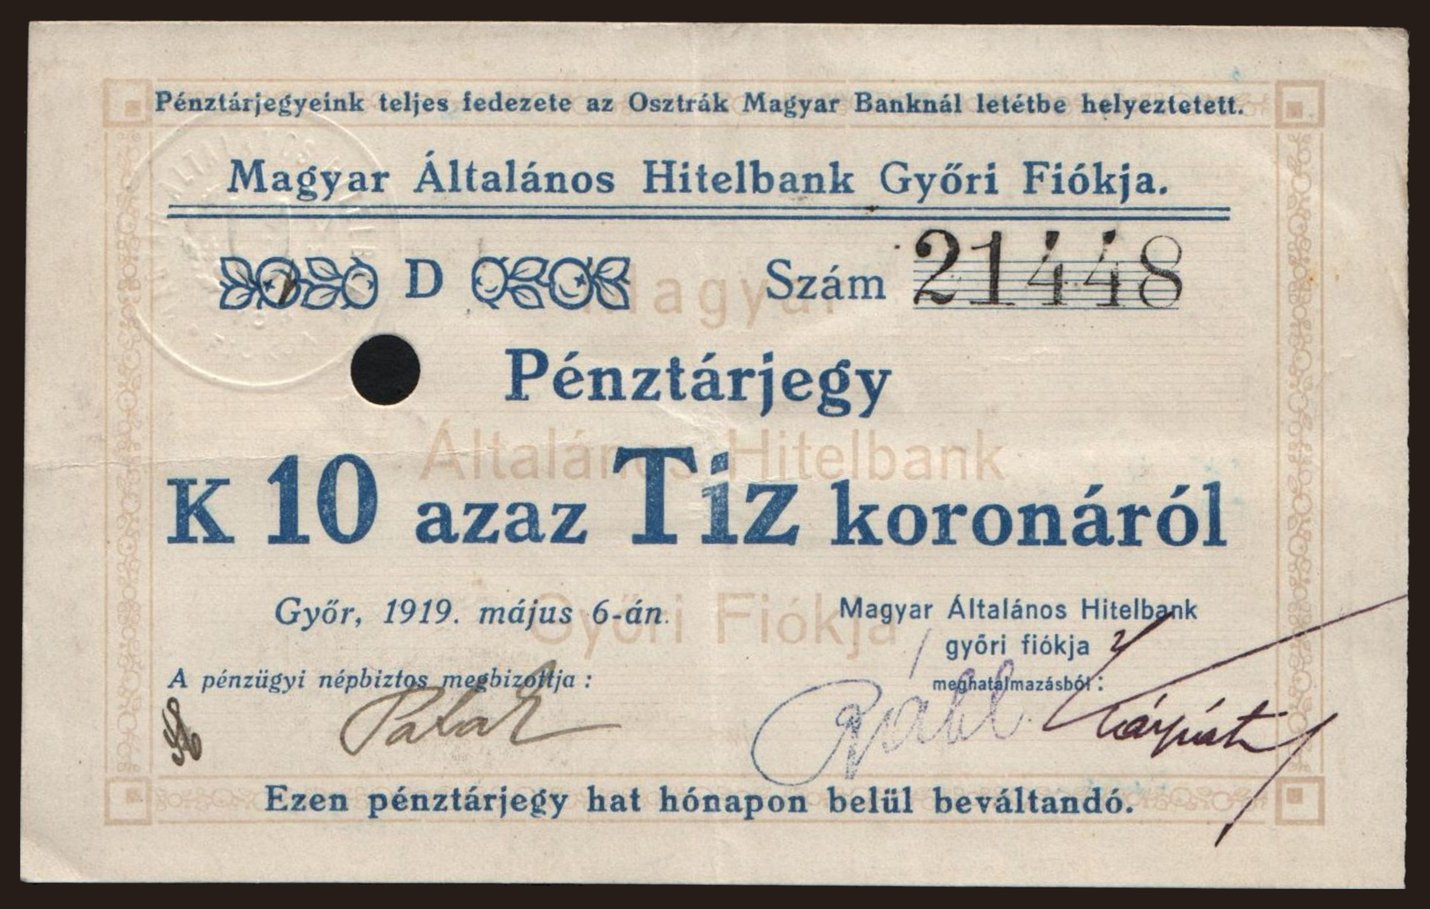 Pénztárjegyeink teljes fedezete az Osztrák Magyar Banknál letétbe helyeztetett.
Magyar Általános Hitelbank Győri Fiókja.
D Szám 21448
Magyar
Pénztárjegy
Általános Hitelbank
K 10 azaz Tiz koronáról
Győr, 1919. május 6-án.
Győri Fiókja
Magyar Általános Hitelbank
győri fiókja
A pénzügyi népbiztos megbizottja:
meghatalmazásból:
Kárpáti
Ezen pénztárjegy hat hónapon belül beváltandó.